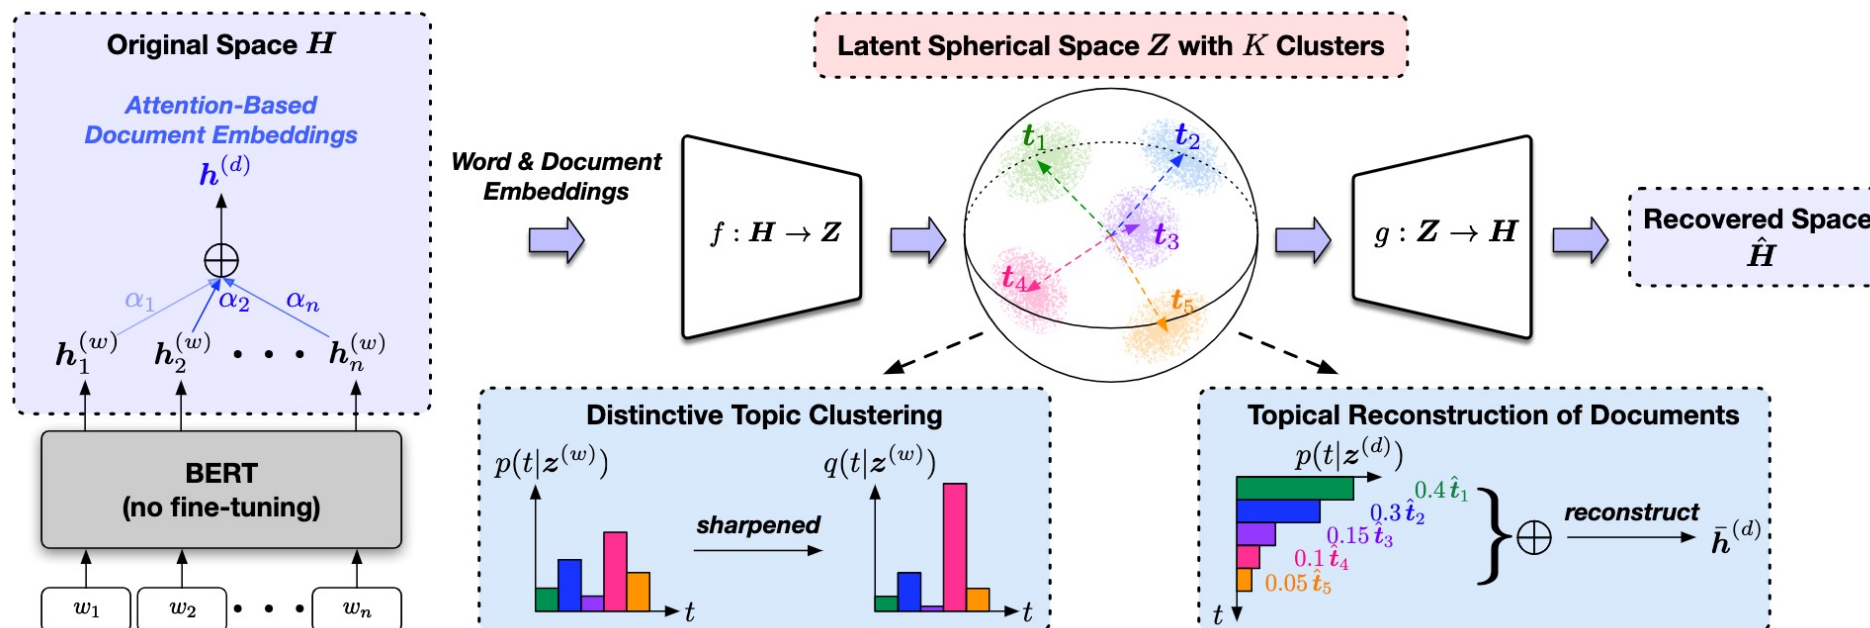 Original Space H
Attention-Based
Document Embeddings
h^(d)
α₁ α₂ αₙ
h₁^(w) h₂^(w) • • • hₙ^(w)
BERT
(no fine-tuning)
w₁ w₂ • • • wₙ
Word & Document
Embeddings
f : H → Z
Latent Spherical Space Z with K Clusters
t₁
t₂
t₃
t₄
t₅
g : Z → H
Recovered Space
Ĥ
Distinctive Topic Clustering
p(t|z^(w))
t
sharpened
q(t|z^(w))
t
Topical Reconstruction of Documents
p(t|z^(d))
0.4 t̂₁
0.3 t̂₂
0.15 t̂₃
0.1 t̂₄
0.05 t̂₅
t
reconstruct
h̄^(d)